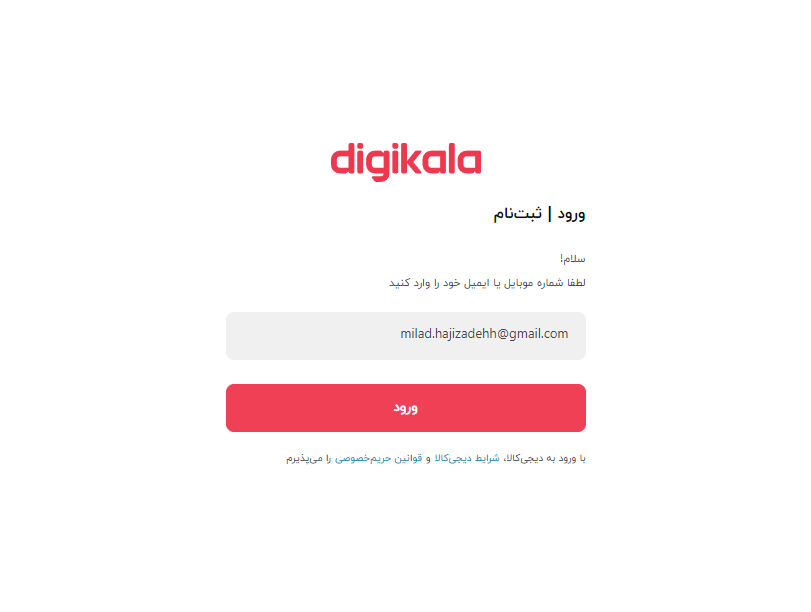 digikala
ورود | ثبت‌نام
سلام!
لطفا شماره موبایل یا ایمیل خود را وارد کنید
milad.hajizadehh@gmail.com
ورود
با ورود به دیجی‌کالا، شرایط دیجی‌کالا و قوانین حریم‌خصوصی را می‌پذیرم